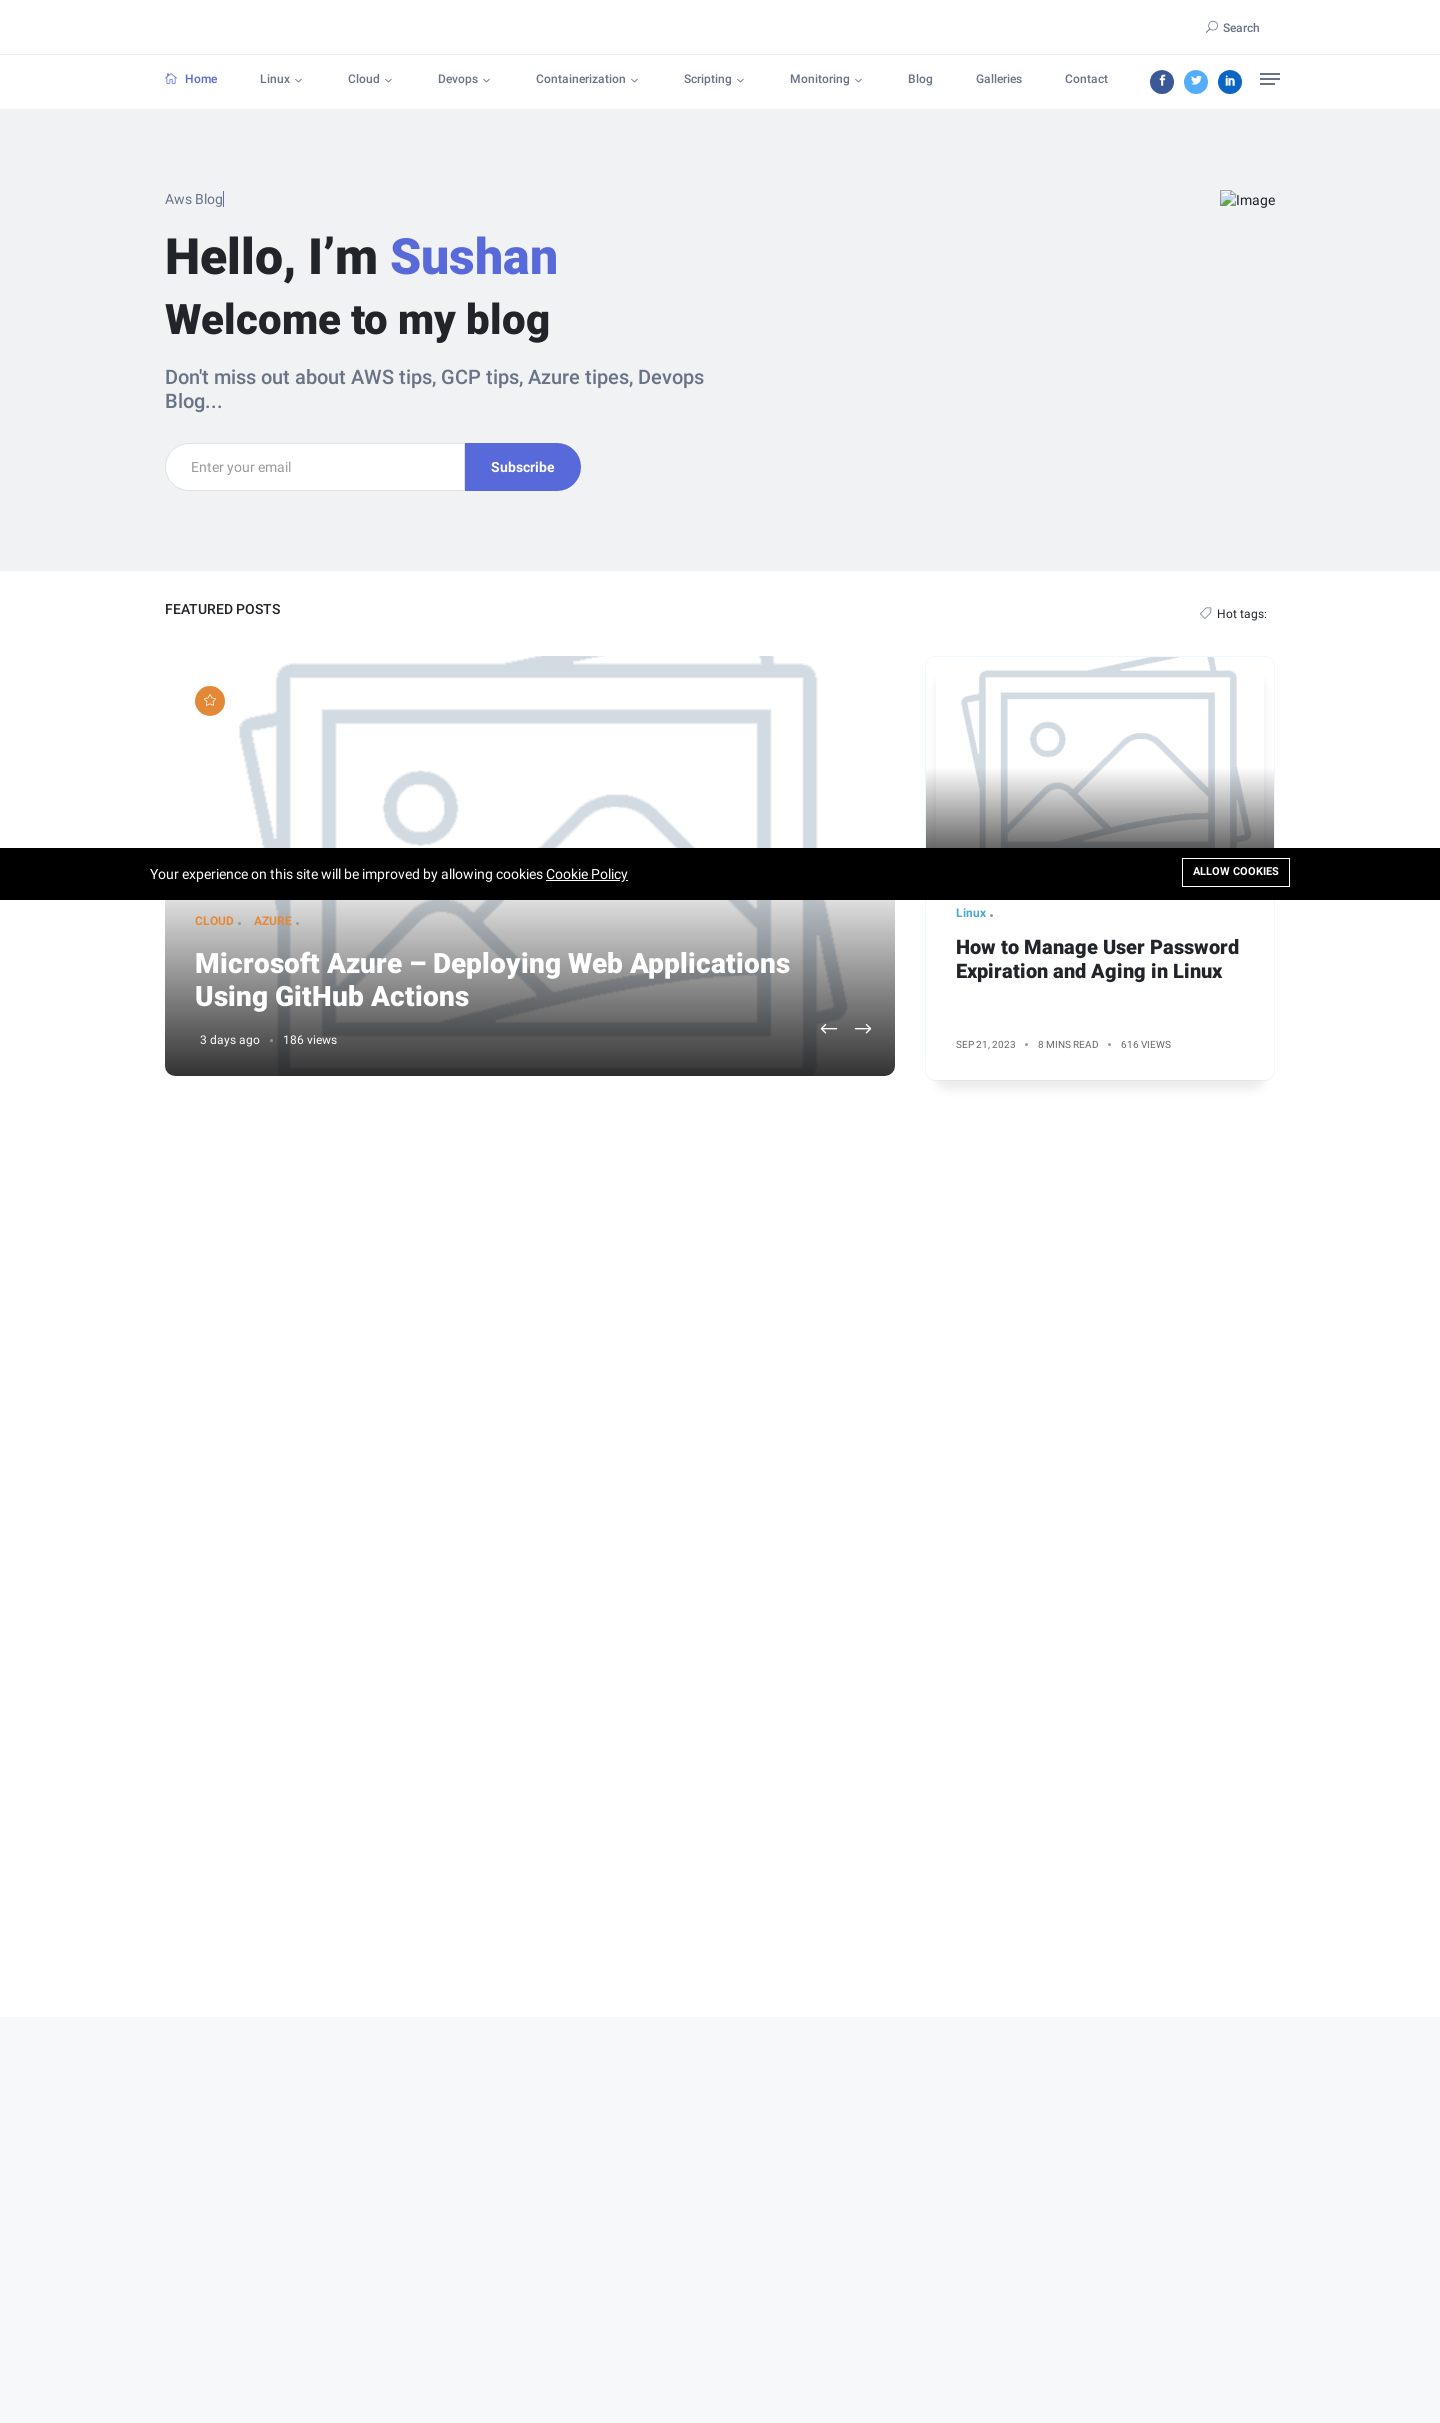 Search
Home Linux Cloud Devops Containerization Scripting Monitoring Blog Galleries Contact
Aws Blog
Image
Hello, I’m Sushan
Welcome to my blog
Don't miss out about AWS tips, GCP tips, Azure tipes, Devops
Blog...
Enter your email
Subscribe
FEATURED POSTS
Hot tags:
Your experience on this site will be improved by allowing cookies Cookie Policy
ALLOW COOKIES
CLOUD AZURE
Microsoft Azure – Deploying Web Applications
Using GitHub Actions
3 days ago • 186 views
Linux
How to Manage User Password
Expiration and Aging in Linux
SEP 21, 2023 • 8 MINS READ • 616 VIEWS